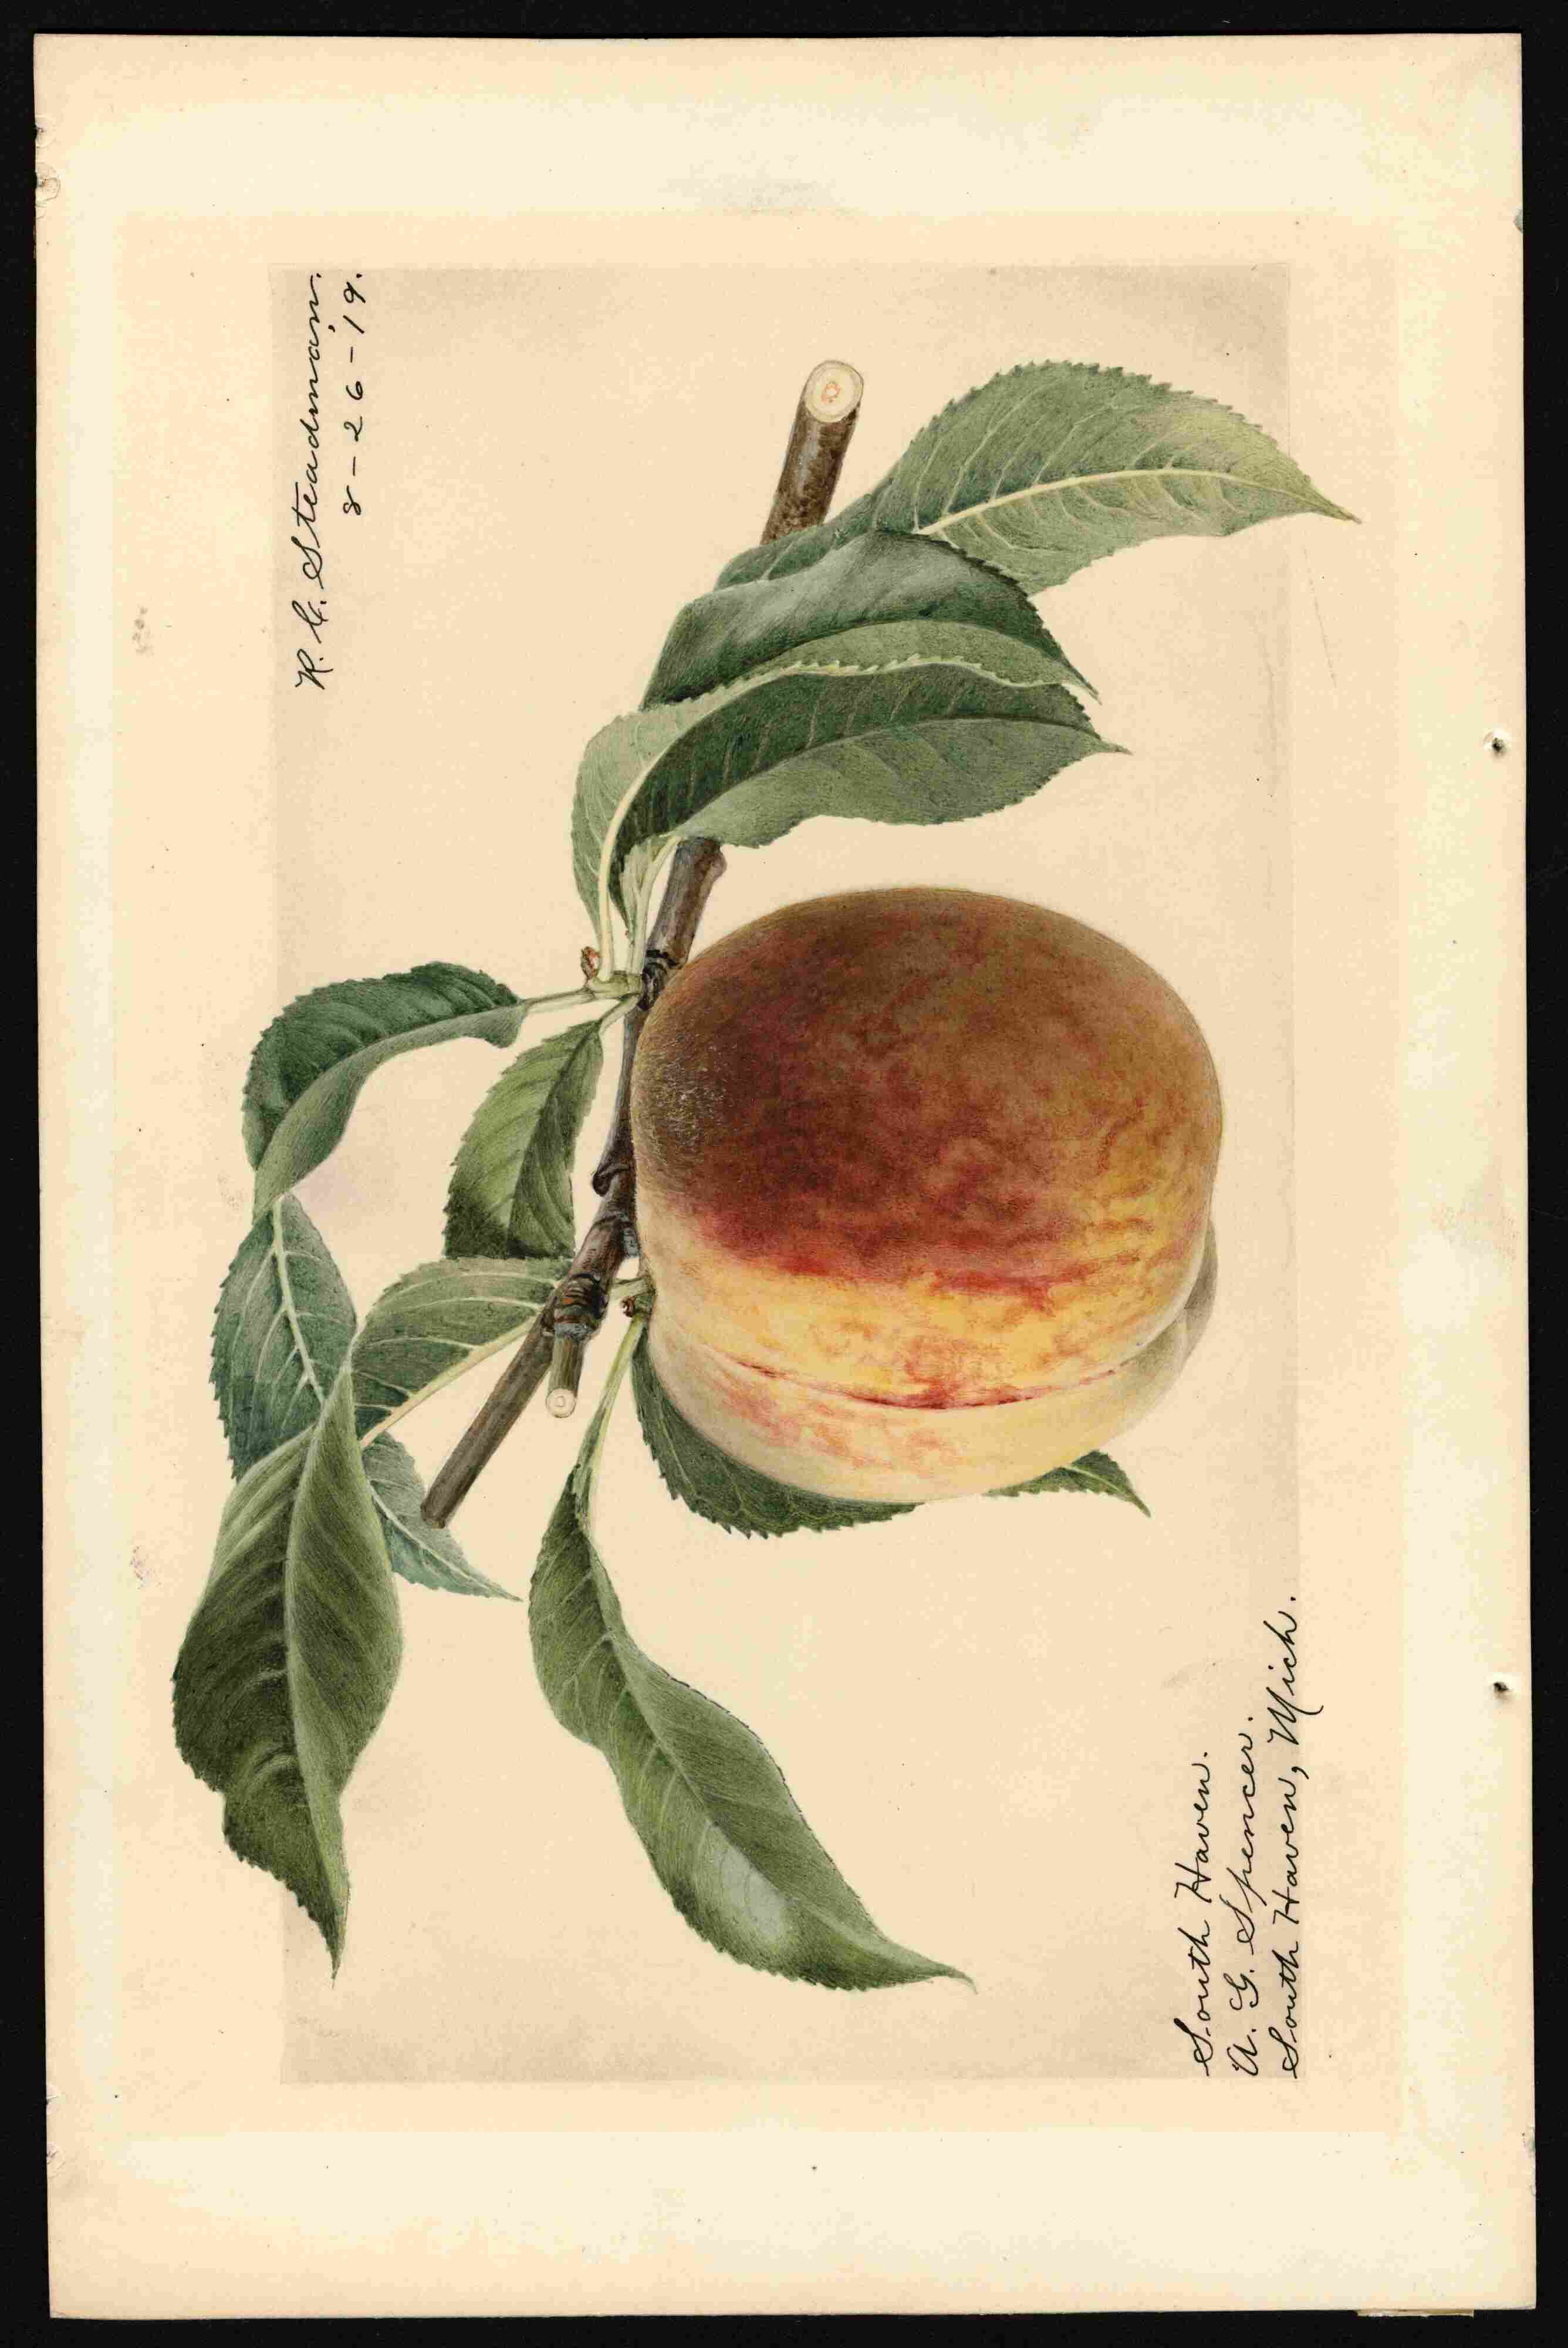 R. C. Steadman.
8-26-19.
South Haven.
A. G. Spencer.
South Haven, Mich.